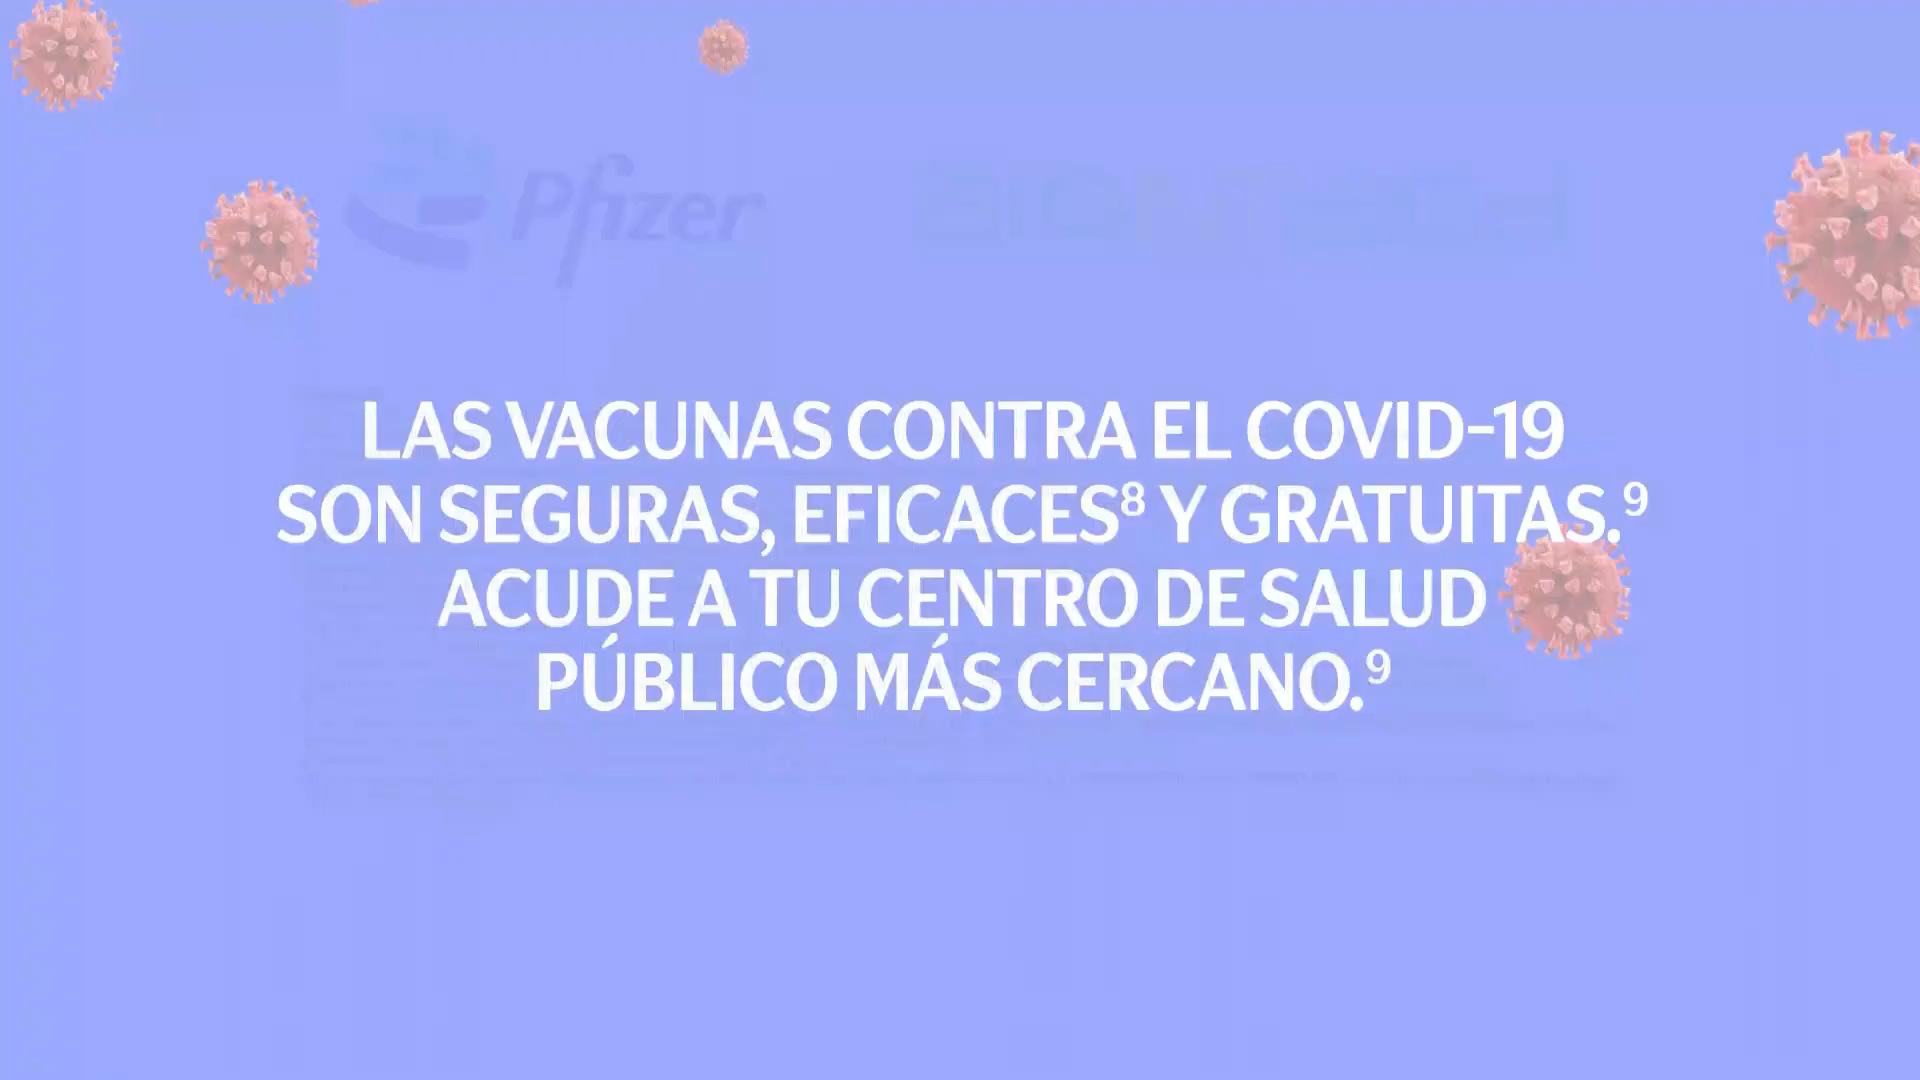 Pfizer
BIONTECH
LAS VACUNAS CONTRA EL COVID-19
SON SEGURAS, EFICACES⁸ Y GRATUITAS.⁹
ACUDE A TU CENTRO DE SALUD
PÚBLICO MÁS CERCANO.⁹